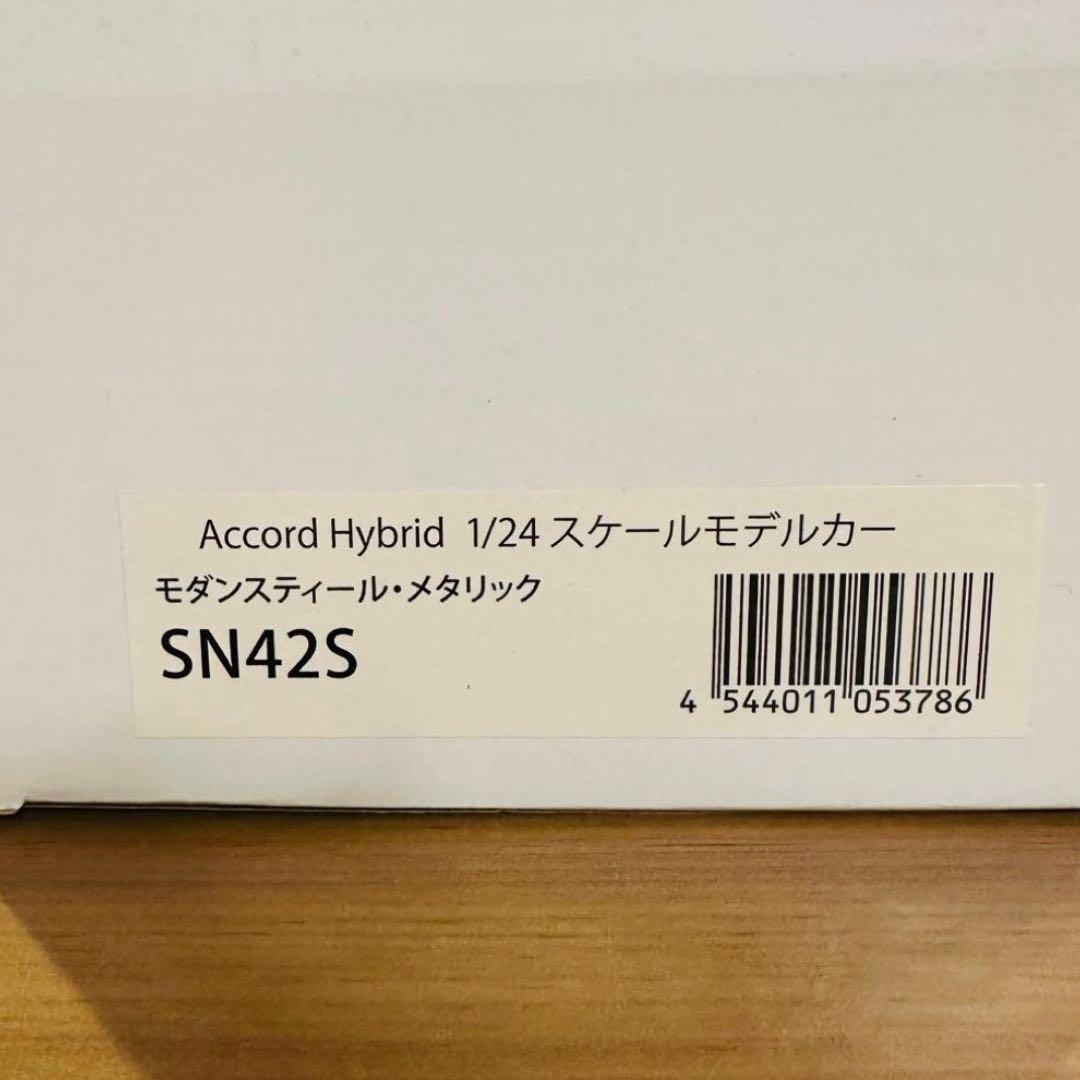 Accord Hybrid 1/24 スケールモデルカー
モダンスティール・メタリック
SN42S
4 544011 053786